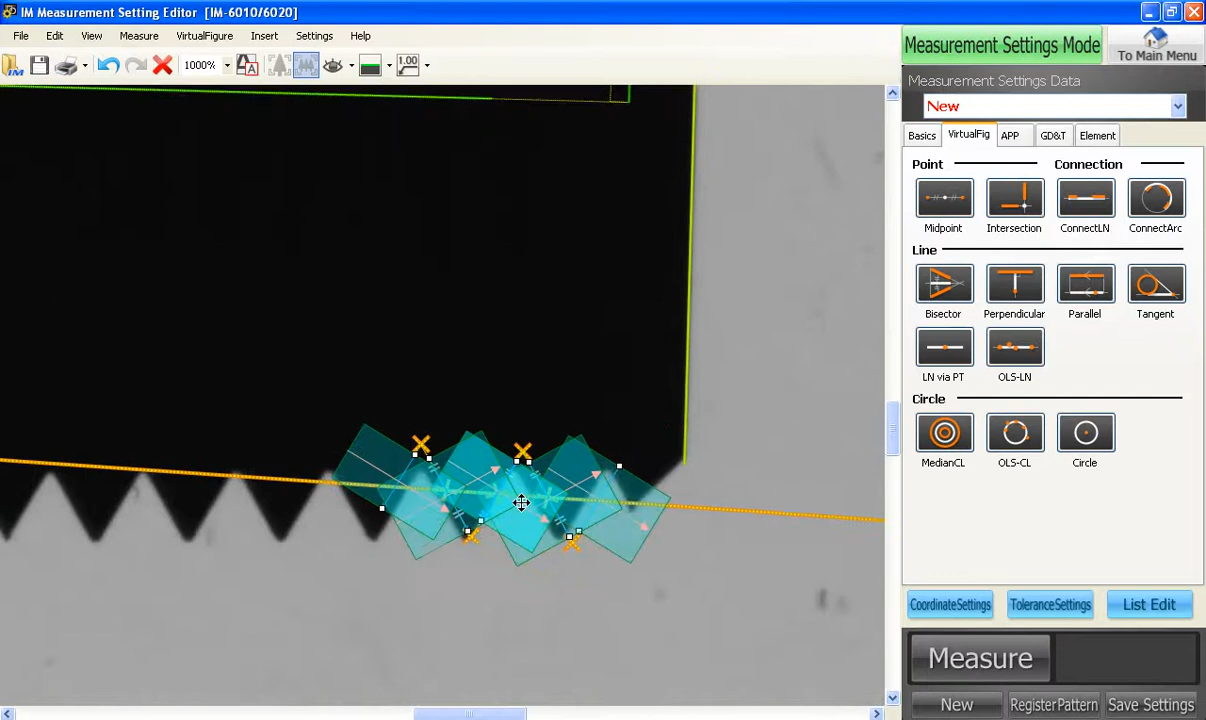 IM Measurement Setting Editor [IM-6010/6020]
File Edit View Measure VirtualFigure Insert Settings Help
IM 1000% A 1.00
Measurement Settings Mode
To Main Menu
Measurement Settings Data
New
Basics VirtualFig APP GD&T Element
Point Connection
Midpoint Intersection ConnectLN ConnectArc
Line
Bisector Perpendicular Parallel Tangent
LN via PT OLS-LN
Circle
MedianCL OLS-CL Circle
CoordinateSettings ToleranceSettings List Edit
Measure
New RegisterPattern Save Settings